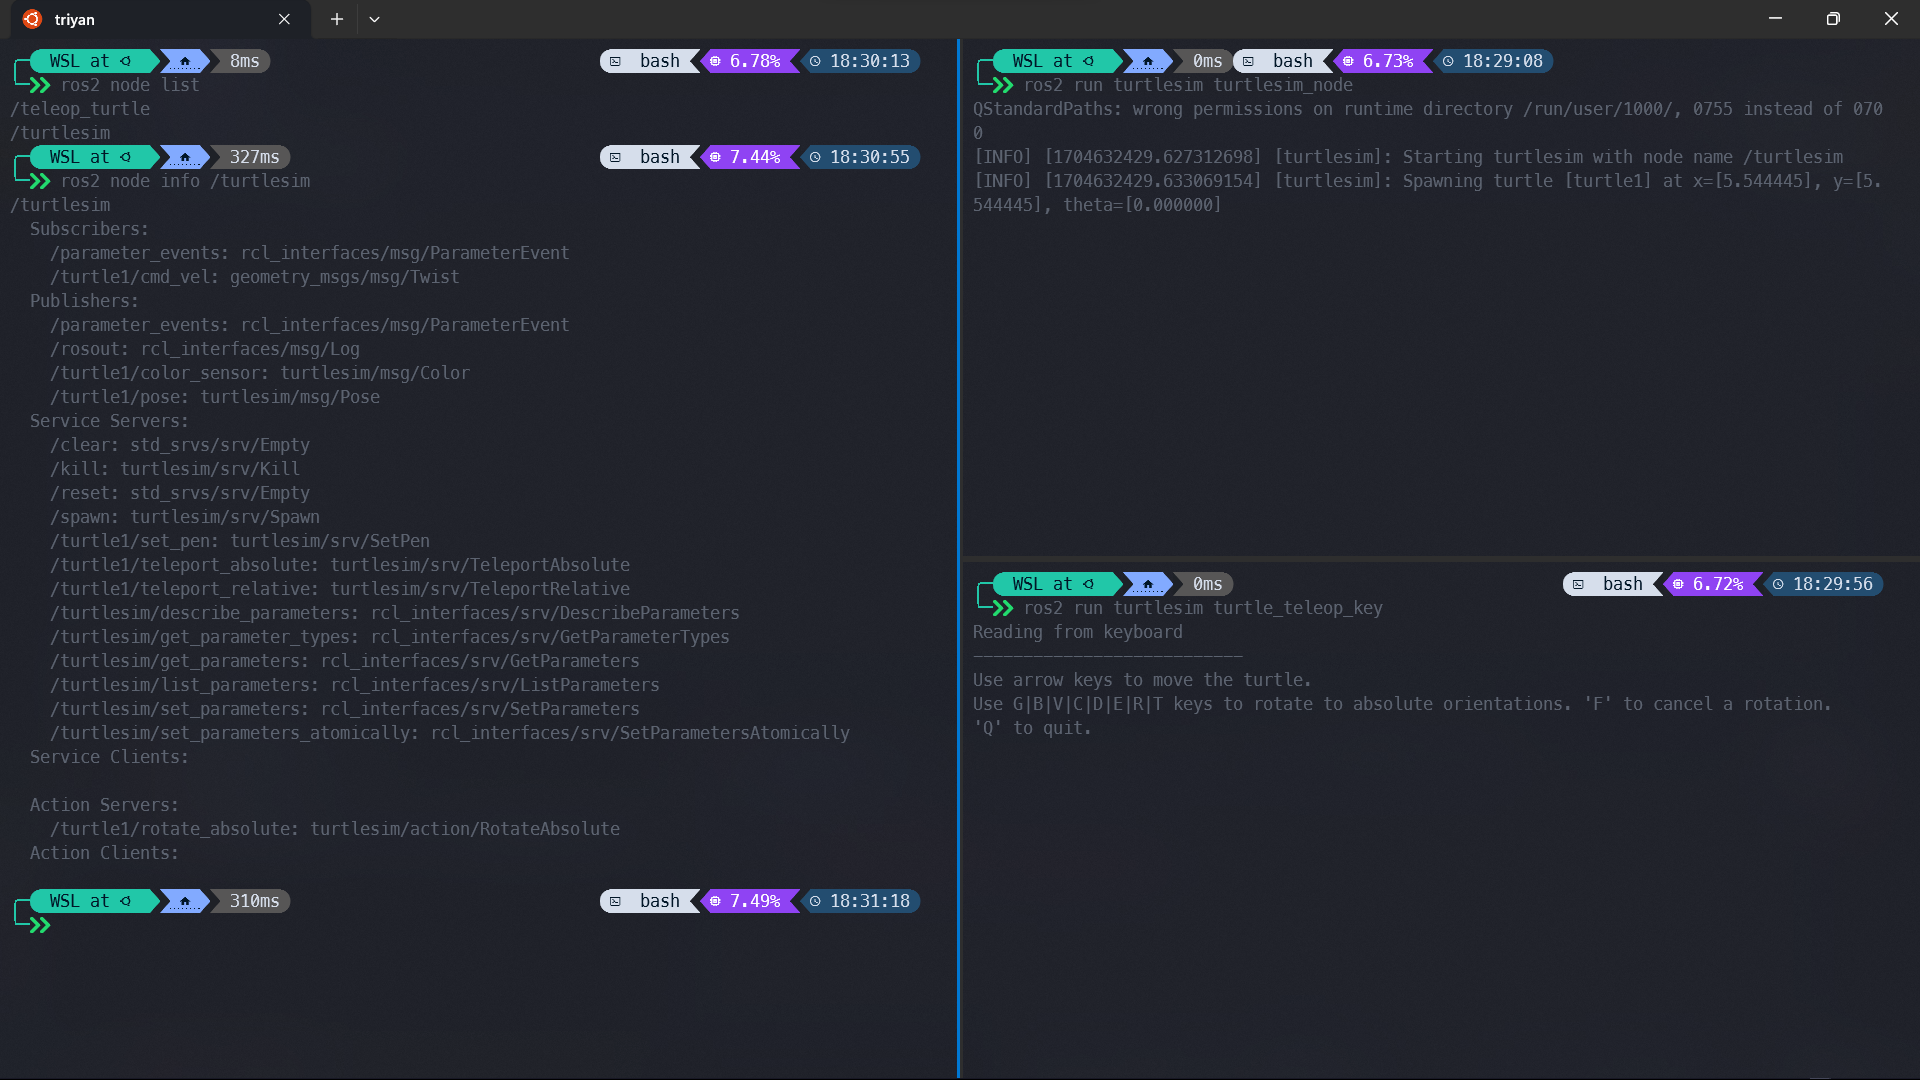 triyan
WSL at 8ms bash 6.78% 18:30:13
ros2 node list
/teleop_turtle
/turtlesim
WSL at 327ms bash 7.44% 18:30:55
ros2 node info /turtlesim
/turtlesim
Subscribers:
/parameter_events: rcl_interfaces/msg/ParameterEvent
/turtle1/cmd_vel: geometry_msgs/msg/Twist
Publishers:
/parameter_events: rcl_interfaces/msg/ParameterEvent
/rosout: rcl_interfaces/msg/Log
/turtle1/color_sensor: turtlesim/msg/Color
/turtle1/pose: turtlesim/msg/Pose
Service Servers:
/clear: std_srvs/srv/Empty
/kill: turtlesim/srv/Kill
/reset: std_srvs/srv/Empty
/spawn: turtlesim/srv/Spawn
/turtle1/set_pen: turtlesim/srv/SetPen
/turtle1/teleport_absolute: turtlesim/srv/TeleportAbsolute
/turtle1/teleport_relative: turtlesim/srv/TeleportRelative
/turtlesim/describe_parameters: rcl_interfaces/srv/DescribeParameters
/turtlesim/get_parameter_types: rcl_interfaces/srv/GetParameterTypes
/turtlesim/get_parameters: rcl_interfaces/srv/GetParameters
/turtlesim/list_parameters: rcl_interfaces/srv/ListParameters
/turtlesim/set_parameters: rcl_interfaces/srv/SetParameters
/turtlesim/set_parameters_atomically: rcl_interfaces/srv/SetParametersAtomically
Service Clients:
Action Servers:
/turtle1/rotate_absolute: turtlesim/action/RotateAbsolute
Action Clients:
WSL at 310ms bash 7.49% 18:31:18
WSL at 0ms bash 6.73% 18:29:08
ros2 run turtlesim turtlesim_node
QStandardPaths: wrong permissions on runtime directory /run/user/1000/, 0755 instead of 070
0
[INFO] [1704632429.627312698] [turtlesim]: Starting turtlesim with node name /turtlesim
[INFO] [1704632429.633069154] [turtlesim]: Spawning turtle [turtle1] at x=[5.544445], y=[5.
544445], theta=[0.000000]
WSL at 0ms bash 6.72% 18:29:56
ros2 run turtlesim turtle_teleop_key
Reading from keyboard
---------------------------
Use arrow keys to move the turtle.
Use G|B|V|C|D|E|R|T keys to rotate to absolute orientations. 'F' to cancel a rotation.
'Q' to quit.